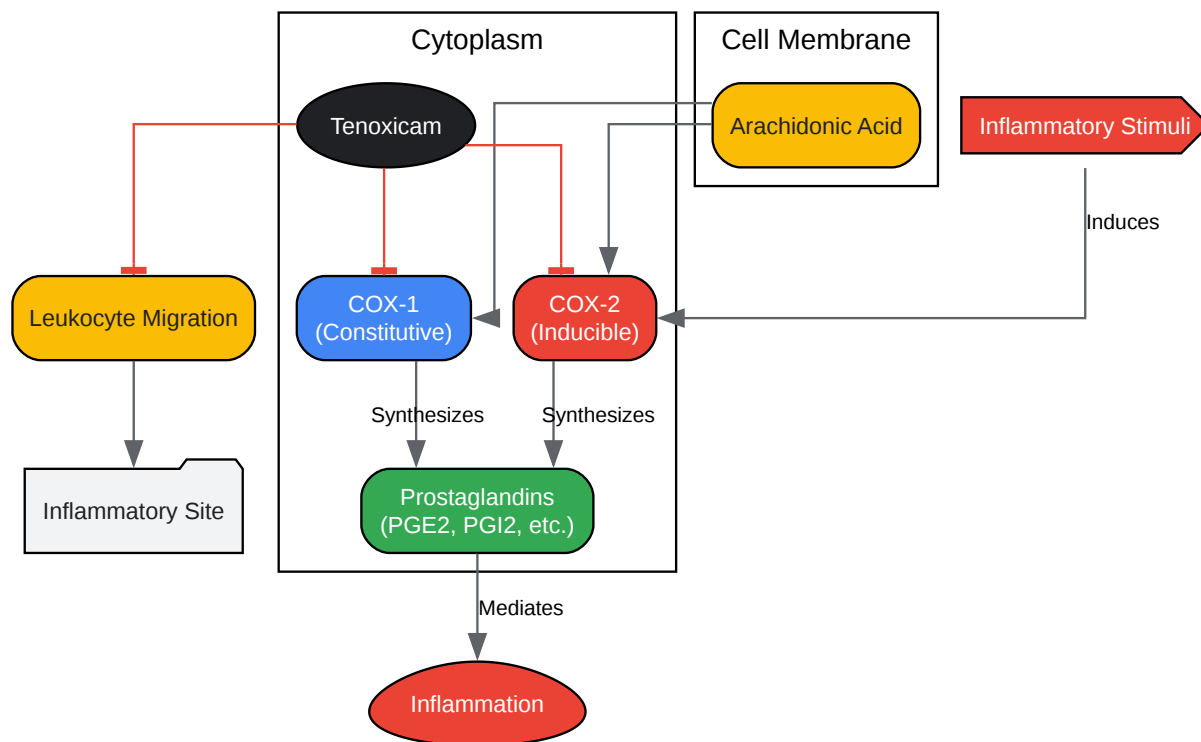 Cytoplasm
Cell Membrane
Tenoxicam
Arachidonic Acid
Inflammatory Stimuli
Induces
Leukocyte Migration
COX-1
(Constitutive)
COX-2
(Inducible)
Synthesizes
Synthesizes
Inflammatory Site
Prostaglandins
(PGE2, PGI2, etc.)
Mediates
Inflammation